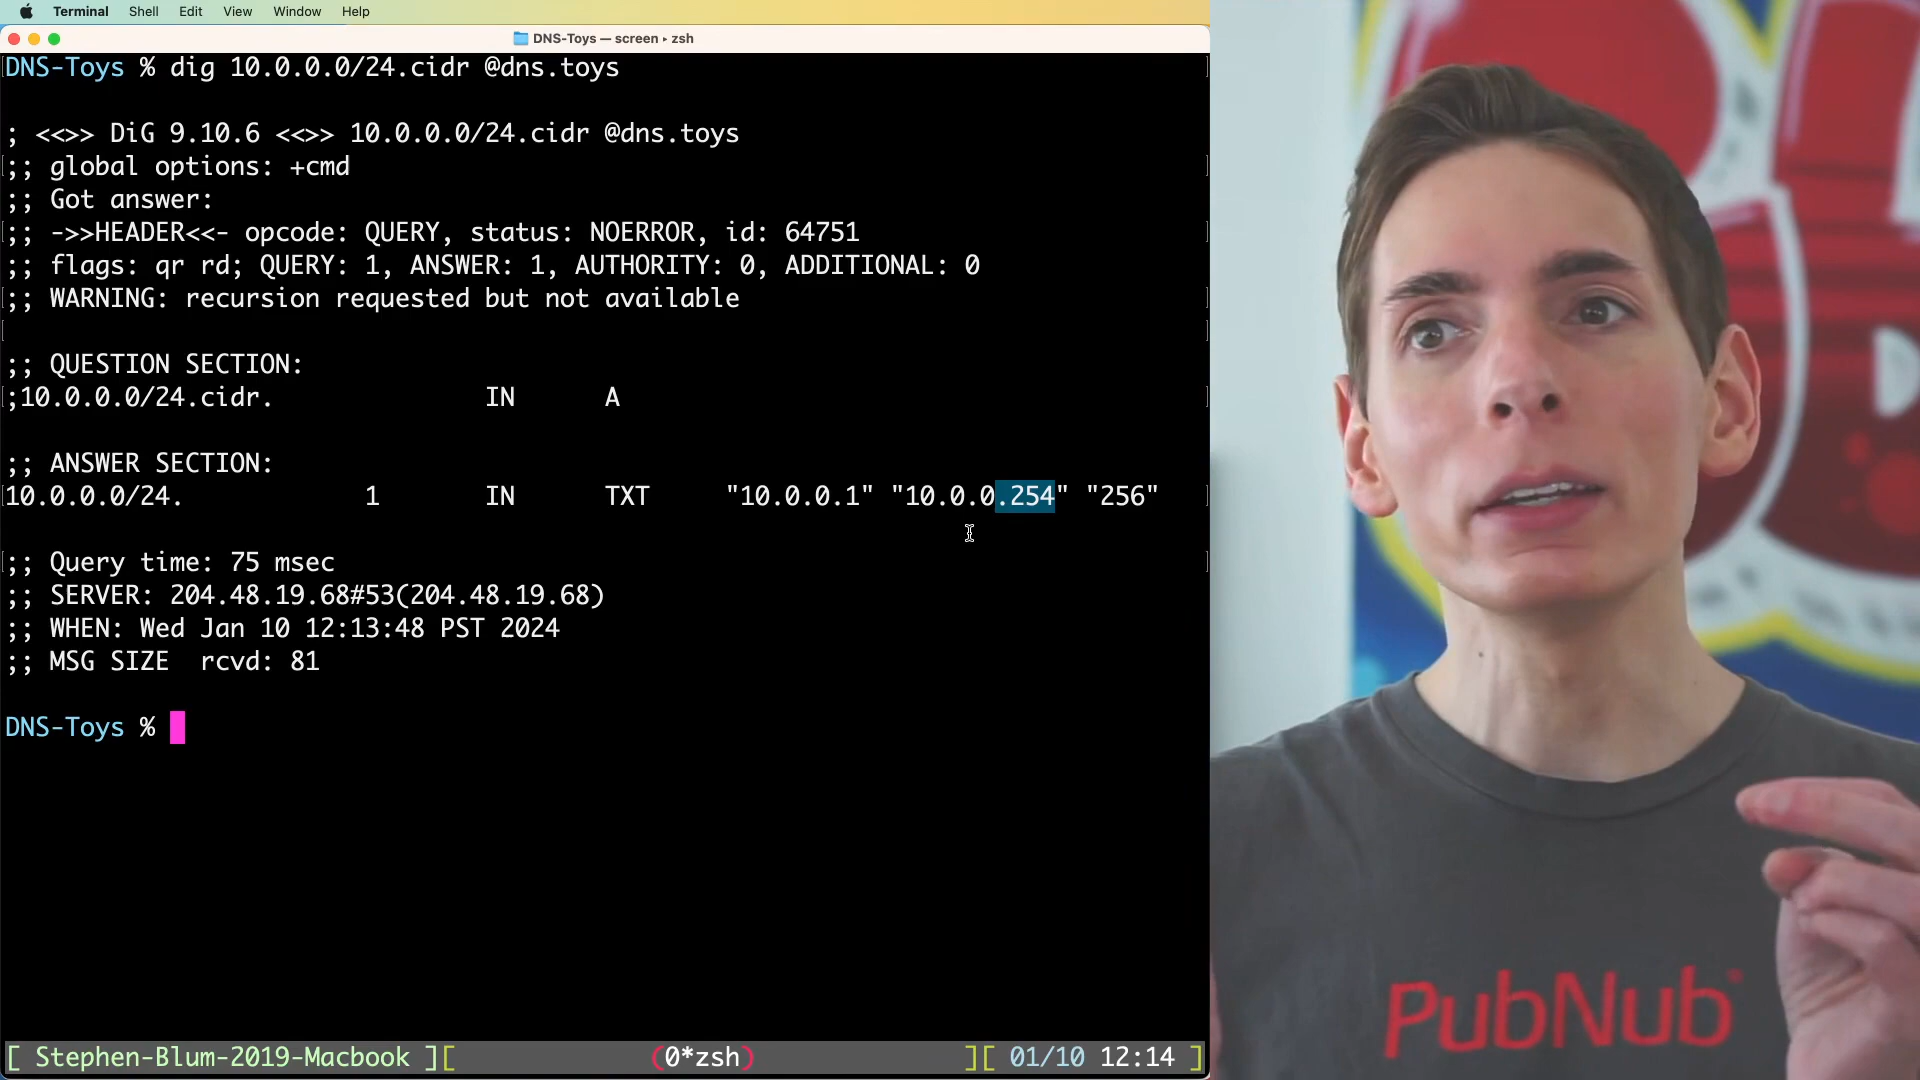 Terminal Shell Edit View Window Help
DNS-Toys — screen ▸ zsh
DNS-Toys % dig 10.0.0.0/24.cidr @dns.toys
; <<>> DiG 9.10.6 <<>> 10.0.0.0/24.cidr @dns.toys
;; global options: +cmd
;; Got answer:
;; ->>HEADER<<- opcode: QUERY, status: NOERROR, id: 64751
;; flags: qr rd; QUERY: 1, ANSWER: 1, AUTHORITY: 0, ADDITIONAL: 0
;; WARNING: recursion requested but not available
;; QUESTION SECTION:
;10.0.0.0/24.cidr. IN A
;; ANSWER SECTION:
10.0.0.0/24. 1 IN TXT "10.0.0.1" "10.0.0.254" "256"
;; Query time: 75 msec
;; SERVER: 204.48.19.68#53(204.48.19.68)
;; WHEN: Wed Jan 10 12:13:48 PST 2024
;; MSG SIZE rcvd: 81
DNS-Toys %
[ Stephen-Blum-2019-Macbook ][ (0*zsh) ][ 01/10 12:14 ]
PubNub